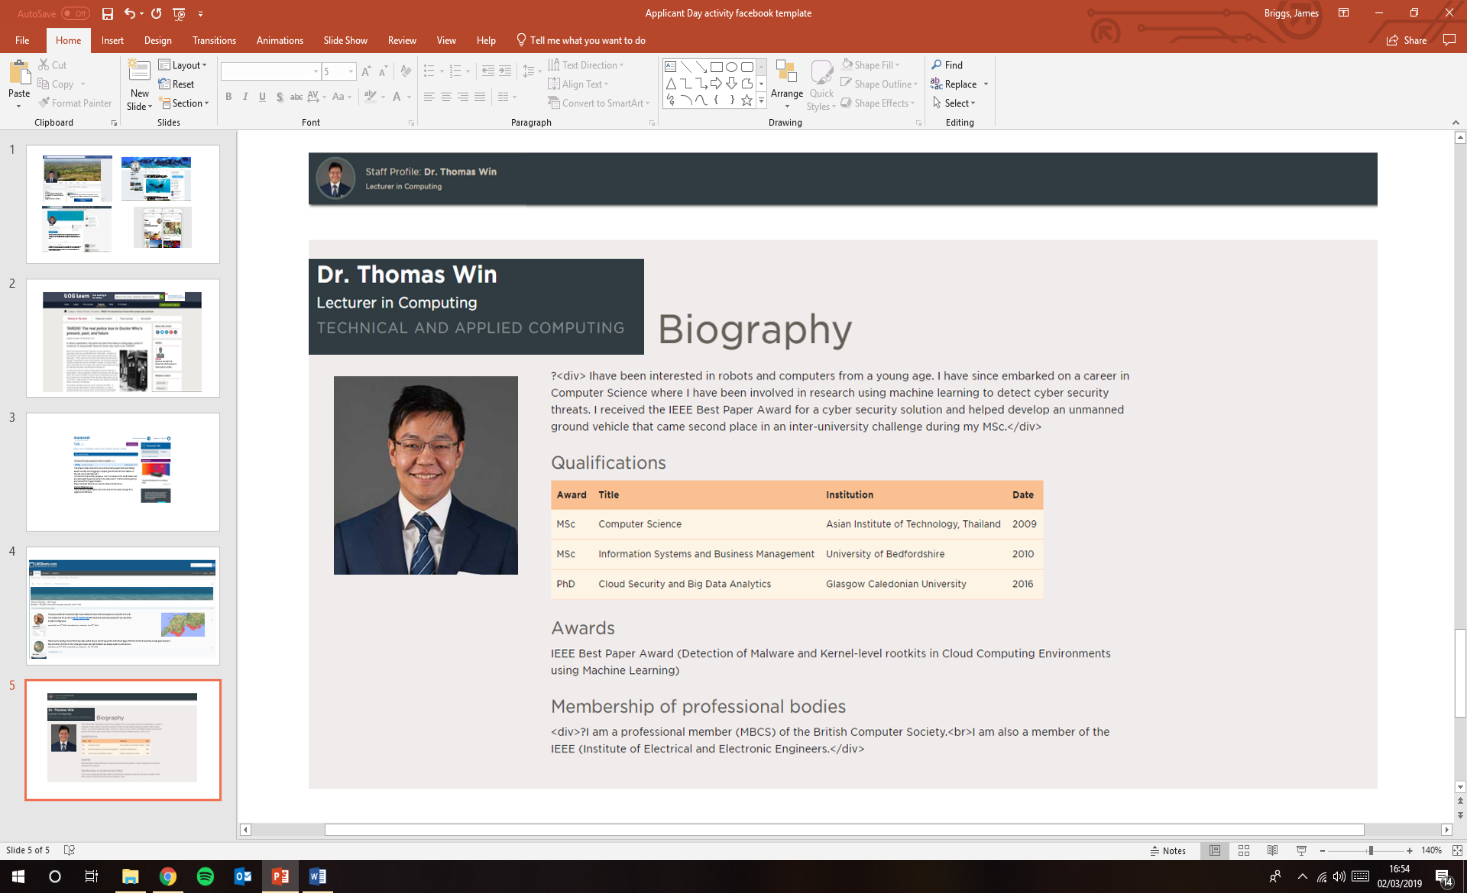 AutoSave Off
Applicant Day activity facebook template
Briggs, James
File Home Insert Design Transitions Animations Slide Show Review View Help Tell me what you want to do
Share
Paste
Cut
Copy
Format Painter
Clipboard
New
Slide
Layout
Reset
Section
Slides
5
B I U S abc AV Aa A
Font
Text Direction
Align Text
Convert to SmartArt
Paragraph
Arrange
Quick
Styles
Shape Fill
Shape Outline
Shape Effects
Drawing
Find
Replace
Select
Editing
1
2
3
4
5
Staff Profile: Dr. Thomas Win
Lecturer in Computing
Dr. Thomas Win
Lecturer in Computing
TECHNICAL AND APPLIED COMPUTING
Biography
?<div> Ihave been interested in robots and computers from a young age. I have since embarked on a career in
Computer Science where I have been involved in research using machine learning to detect cyber security
threats. I received the IEEE Best Paper Award for a cyber security solution and helped develop an unmanned
ground vehicle that came second place in an inter-university challenge during my MSc.</div>
Qualifications
Award Title Institution Date
MSc Computer Science Asian Institute of Technology, Thailand 2009
MSc Information Systems and Business Management University of Bedfordshire 2010
PhD Cloud Security and Big Data Analytics Glasgow Caledonian University 2016
Awards
IEEE Best Paper Award (Detection of Malware and Kernel-level rootkits in Cloud Computing Environments
using Machine Learning)
Membership of professional bodies
<div>?I am a professional member (MBCS) of the British Computer Society.<br>I am also a member of the
IEEE (Institute of Electrical and Electronic Engineers.</div>
Slide 5 of 5
Notes
140%
16:54
02/03/2019
14